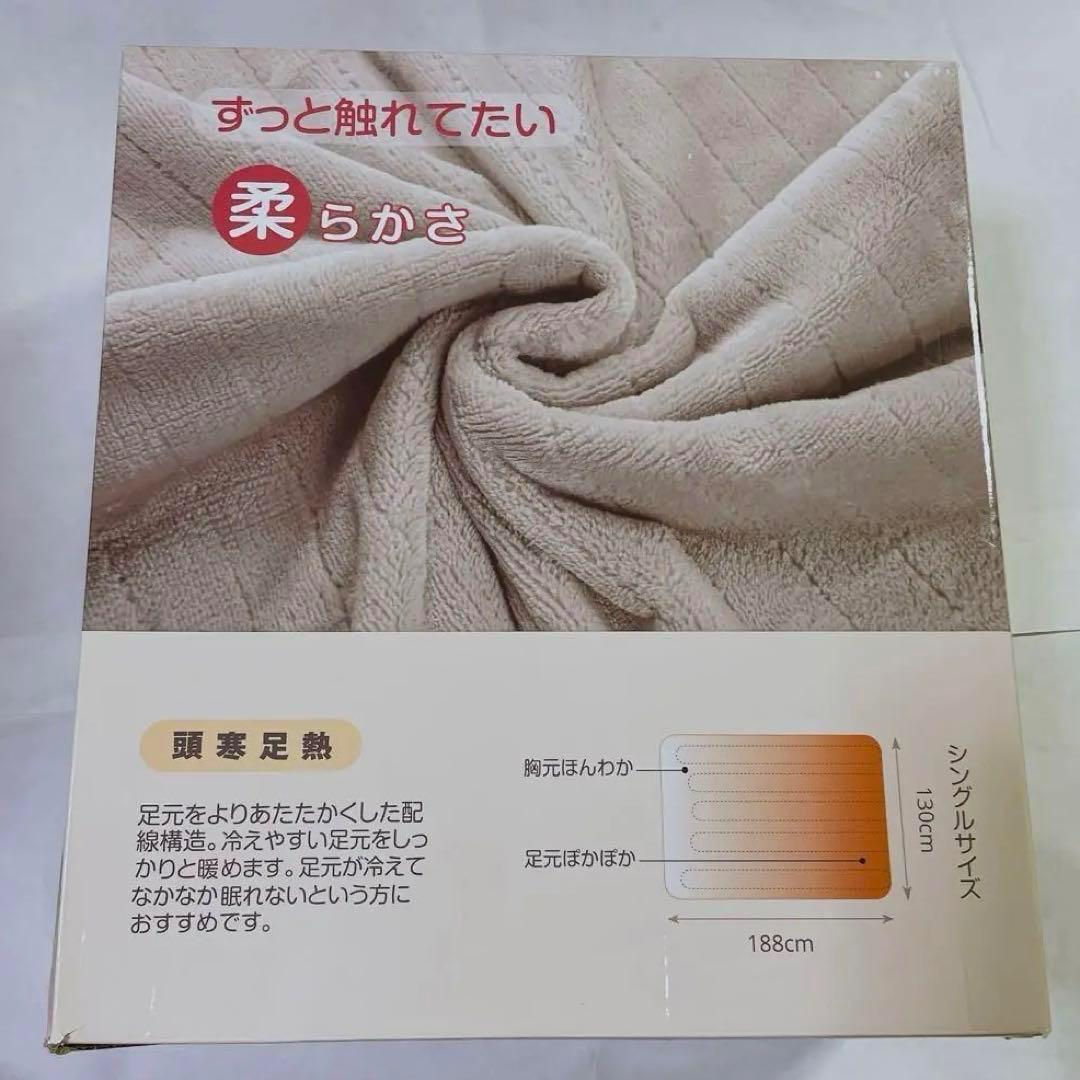 ずっと触れてたい
柔らかさ
頭寒足熱
足元をよりあたたかくした配
線構造。冷えやすい足元をしっ
かりと暖めます。足元が冷えて
なかなか眠れないという方に
おすすめです。
胸元ほんわか
足元ぽかぽか
シングルサイズ
130cm
188cm